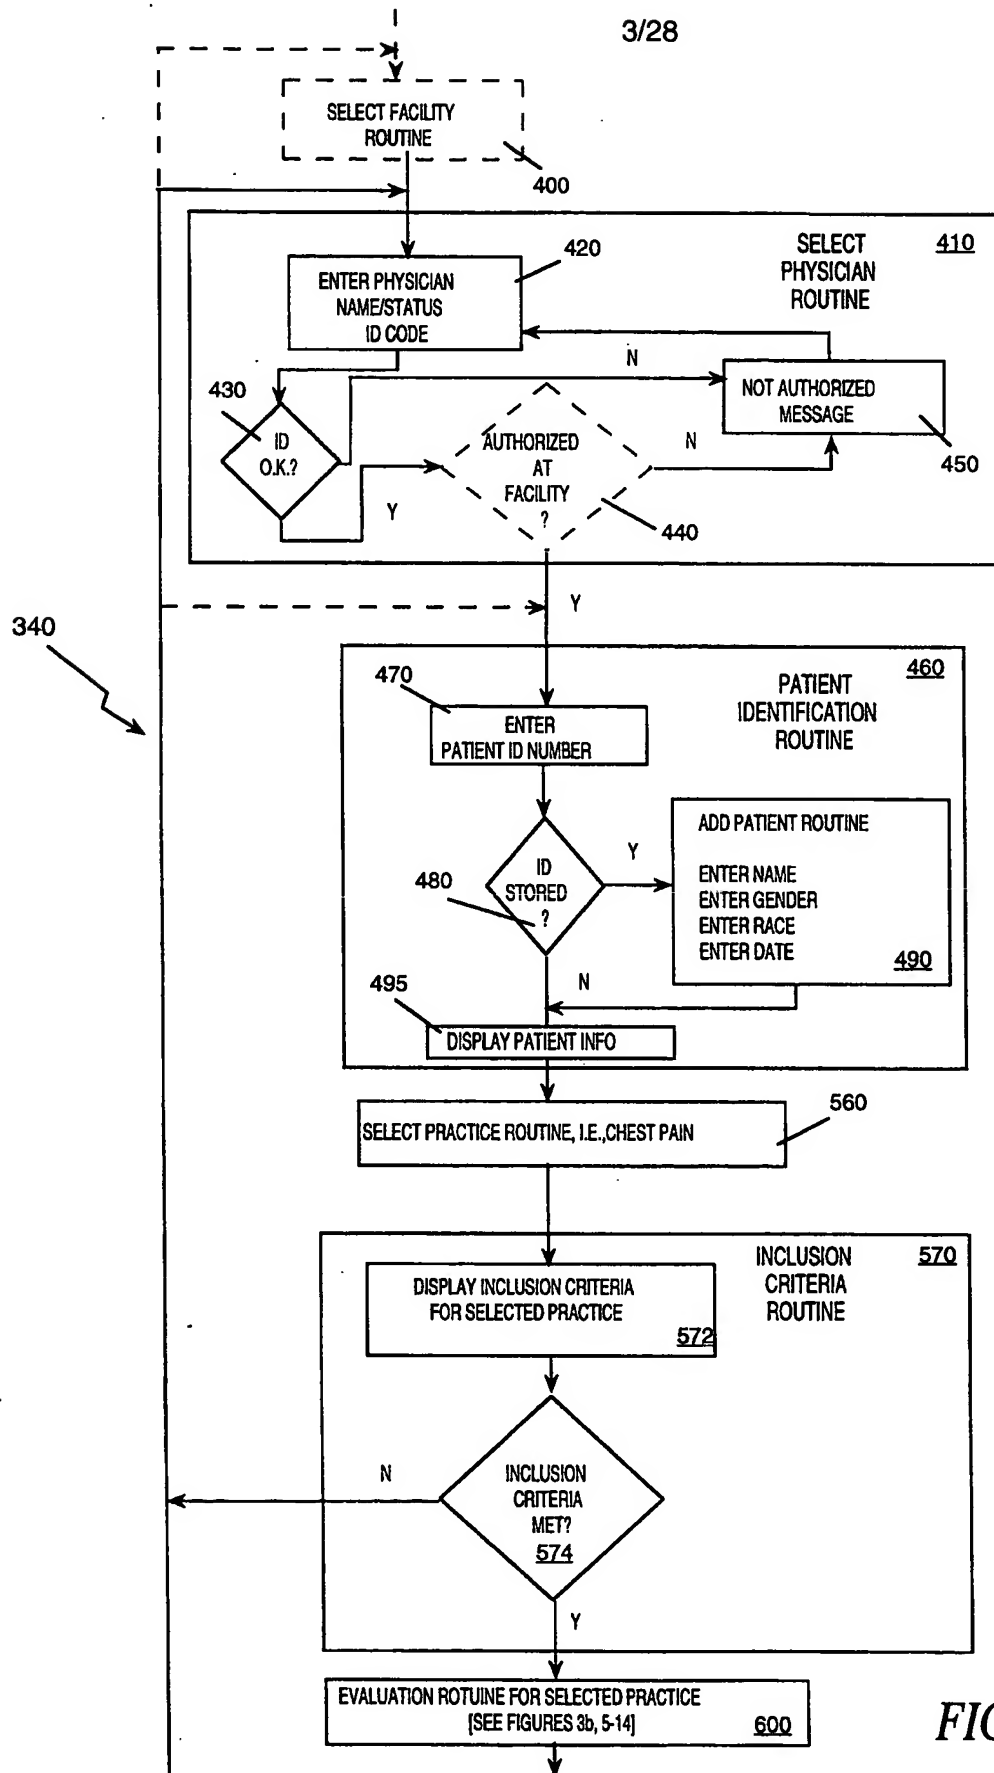 3/28
SELECT FACILITY
ROUTINE
400
SELECT
PHYSICIAN
ROUTINE
410
420
ENTER PHYSICIAN
NAME/STATUS
ID CODE
N
NOT AUTHORIZED
MESSAGE
450
430
ID
O.K.?
Y
AUTHORIZED
AT
FACILITY
?
N
440
Y
340
460
PATIENT
IDENTIFICATION
ROUTINE
470
ENTER
PATIENT ID NUMBER
ID
STORED
?
480
Y
ADD PATIENT ROUTINE
ENTER NAME
ENTER GENDER
ENTER RACE
ENTER DATE
490
N
495
DISPLAY PATIENT INFO
560
SELECT PRACTICE ROUTINE, I.E.,CHEST PAIN
INCLUSION
CRITERIA
ROUTINE
570
DISPLAY INCLUSION CRITERIA
FOR SELECTED PRACTICE
572
N
INCLUSION
CRITERIA
MET?
574
Y
EVALUATION ROTUINE FOR SELECTED PRACTICE
[SEE FIGURES 3b, 5-14]
600
FIG